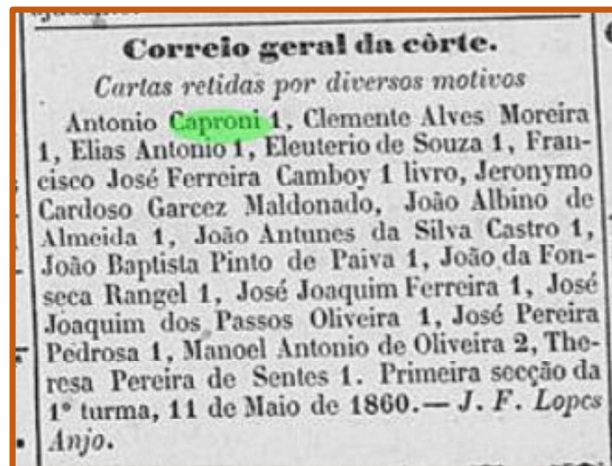 Correio geral da côrte.
Cartas retidas por diversos motivos
Antonio Caproni 1, Clemente Alves Moreira
1, Elias Antonio 1, Eleuterio de Souza 1, Fran-
cisco José Ferreira Camboy 1 livro, Jeronymo
Cardoso Garcez Maldonado, João Albino de
Almeida 1, João Antunes da Silva Castro 1,
João Baptista Pinto de Paiva 1, João da Fon-
seca Rangel 1, José Joaquim Ferreira 1, José
Joaquim dos Passos Oliveira 1, José Pereira
Pedrosa 1, Manoel Antonio de Oliveira 2, The-
resa Pereira de Sentes 1. Primeira secção da
1º turma, 11 de Maio de 1860.— J. F. Lopes
Anjo.